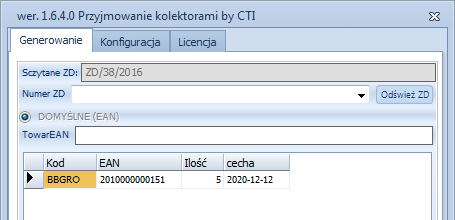 wer. 1.6.4.0 Przyjmowanie kolektorami by CTI
Generowanie Konfiguracja Licencja
Sczytane ZD: ZD/38/2016
Numer ZD Odśwież ZD
DOMYŚLNE (EAN)
TowarEAN
Kod EAN Ilość cecha
BBGRO 2010000000151 5 2020-12-12